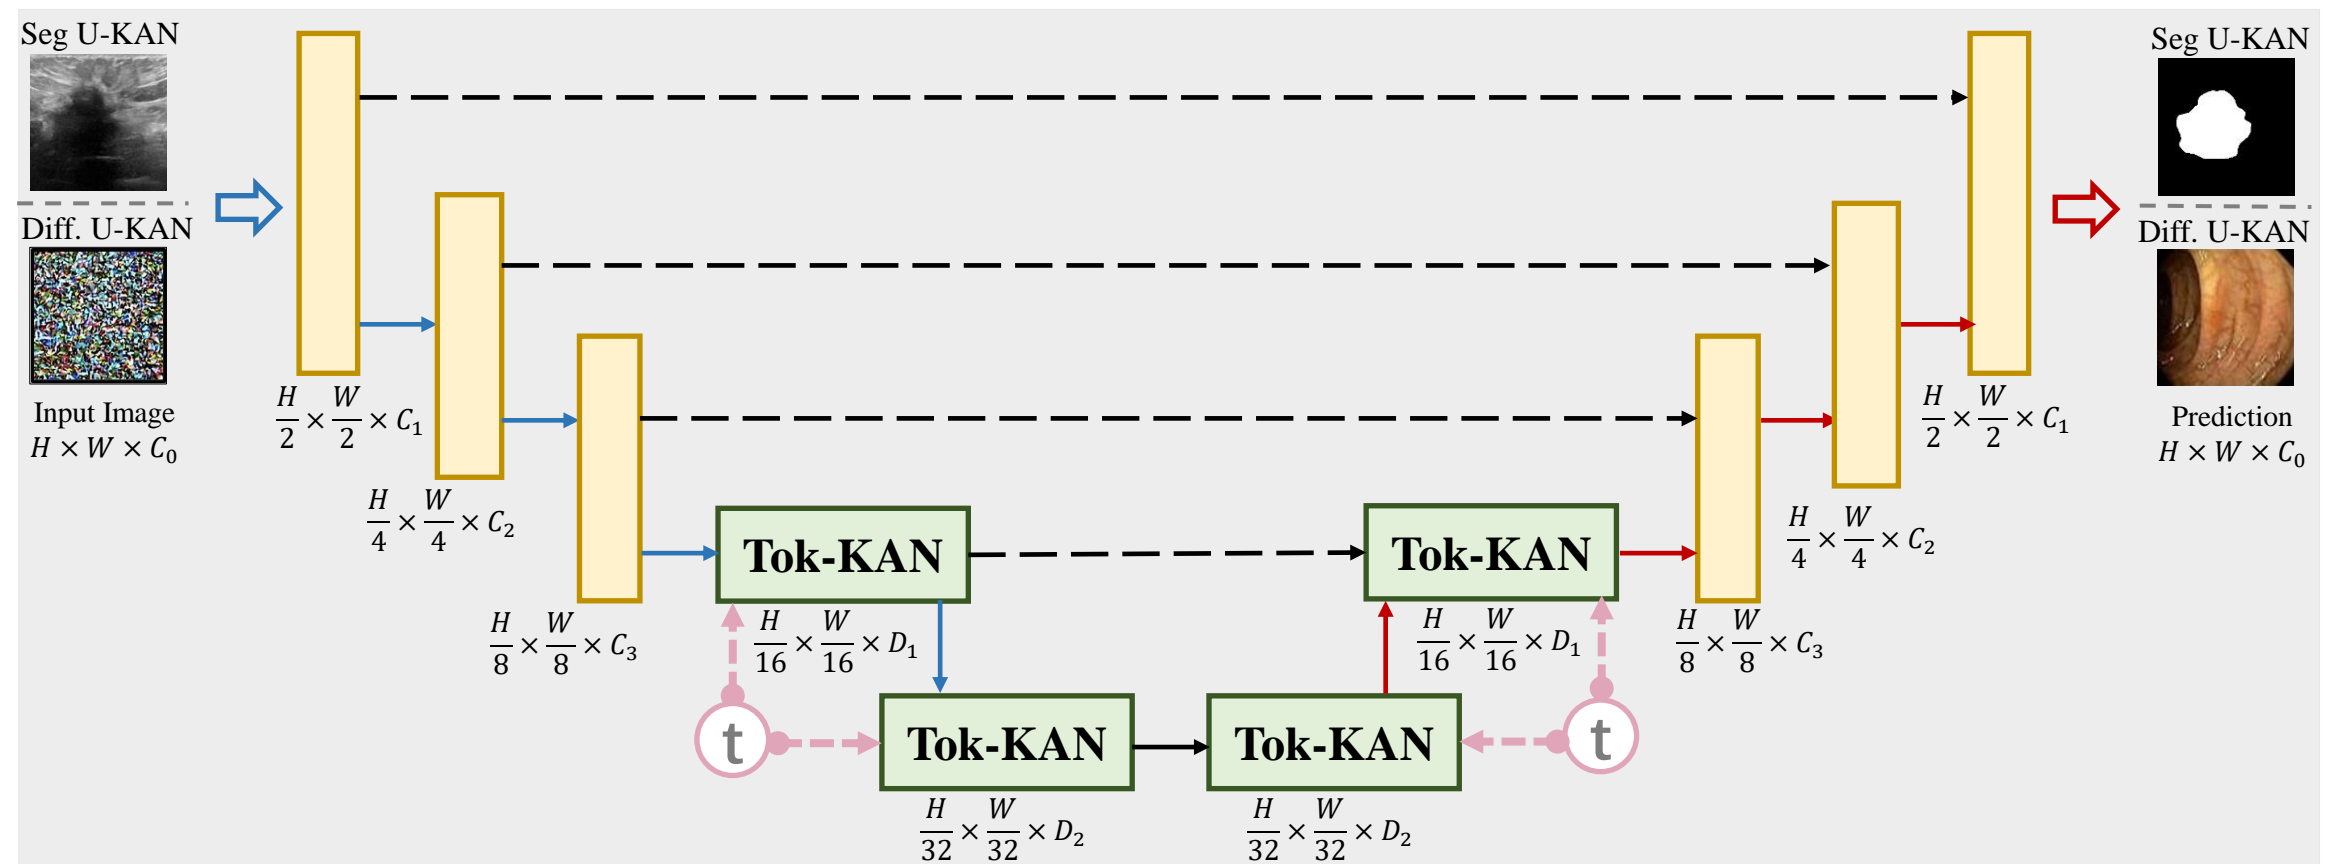 Seg U-KAN
Diff. U-KAN
Input Image
H × W × C₀
H/2 × W/2 × C₁
H/4 × W/4 × C₂
H/8 × W/8 × C₃
Tok-KAN
H/16 × W/16 × D₁
t
Tok-KAN
H/32 × W/32 × D₂
Tok-KAN
H/32 × W/32 × D₂
t
Tok-KAN
H/16 × W/16 × D₁
H/8 × W/8 × C₃
H/4 × W/4 × C₂
H/2 × W/2 × C₁
Seg U-KAN
Diff. U-KAN
Prediction
H × W × C₀